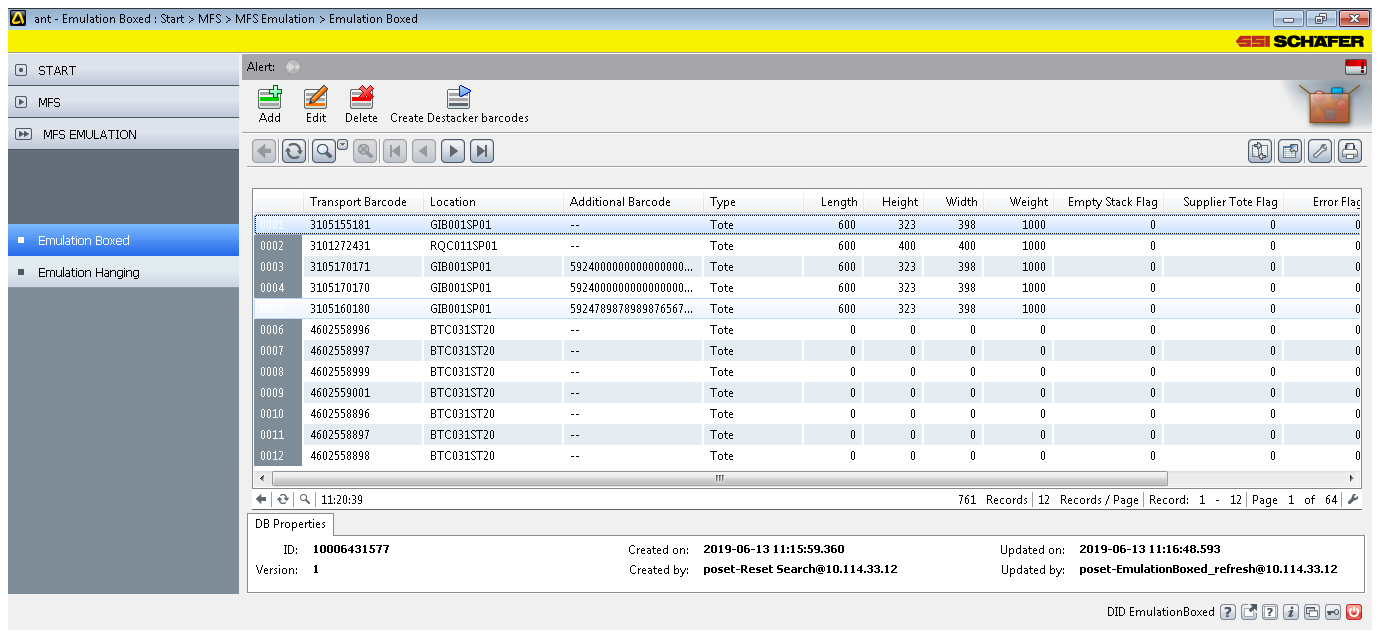 ant - Emulation Boxed : Start > MFS > MFS Emulation > Emulation Boxed
SSI SCHÄFER
START
MFS
MFS EMULATION
Emulation Boxed
Emulation Hanging
Alert:
Add Edit Delete Create Destacker barcodes
Transport Barcode Location Additional Barcode Type Length Height Width Weight Empty Stack Flag Supplier Tote Flag Error Flag
0001 3105155181 GIB001SP01 -- Tote 600 323 398 1000 0 0 0
0002 3101272431 RQC011SP01 -- Tote 600 400 400 1000 0 0 0
0003 3105170171 GIB001SP01 5924000000000000000... Tote 600 323 398 1000 0 0 0
0004 3105170170 GIB001SP01 5924000000000000000... Tote 600 323 398 1000 0 0 0
3105160180 GIB001SP01 5924789878989876567... Tote 600 323 398 1000 0 0 0
0006 4602558996 BTC031ST20 -- Tote 0 0 0 0 0 0 0
0007 4602558997 BTC031ST20 -- Tote 0 0 0 0 0 0 0
0008 4602558999 BTC031ST20 -- Tote 0 0 0 0 0 0 0
0009 4602559001 BTC031ST20 -- Tote 0 0 0 0 0 0 0
0010 4602558896 BTC031ST20 -- Tote 0 0 0 0 0 0 0
0011 4602558897 BTC031ST20 -- Tote 0 0 0 0 0 0 0
0012 4602558898 BTC031ST20 -- Tote 0 0 0 0 0 0 0
11:20:39 761 Records 12 Records / Page Record: 1 - 12 Page 1 of 64
DB Properties
ID: 10006431577 Created on: 2019-06-13 11:15:59.360 Updated on: 2019-06-13 11:16:48.593
Version: 1 Created by: poset-Reset Search@10.114.33.12 Updated by: poset-EmulationBoxed_refresh@10.114.33.12
DID EmulationBoxed